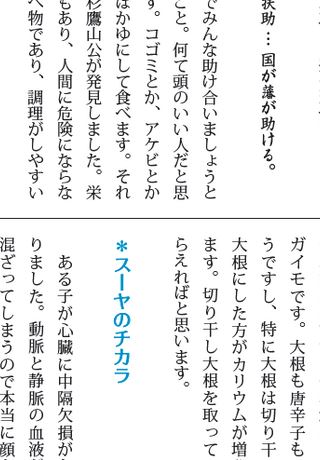 扶助 … 国が藩が助ける。
でみんな助け合いましょうと
こと。何て頭のいい人だと思
す。コゴミとか、アケビとか
はかゆにして食べます。それ
杉鷹山公が発見しました。栄
もあり、人間に危険にならな
べ物であり、調理がしやすい
ガイモです。大根も唐辛子も
うですし、特に大根は切り干
大根にした方がカリウムが増
ます。切り干し大根を取って
らえればと思います。
＊スーヤのチカラ
ある子が心臓に中隔欠損が
りました。動脈と静脈の血液
混ざってしまうので本当に顔